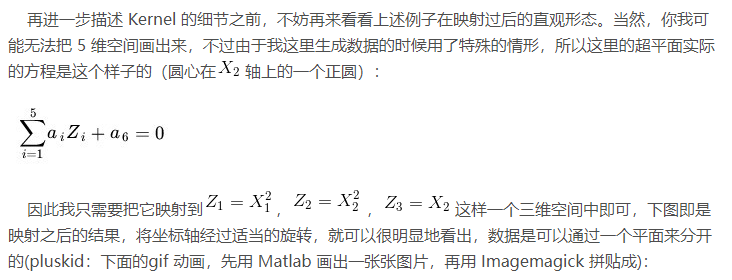 再进一步描述 Kernel 的细节之前，不妨再来看看上述例子在映射过后的直观形态。当然，你我可
能无法把 5 维空间画出来，不过由于我这里生成数据的时候用了特殊的情形，所以这里的超平面实际
的方程是这个样子的（圆心在 X₂ 轴上的一个正圆）：
∑_{i=1}^{5} a_i Z_i + a_6 = 0
因此我只需要把它映射到 Z₁ = X₁²，Z₂ = X₂²，Z₃ = X₂ 这样一个三维空间中即可，下图即是
映射之后的结果，将坐标轴经过适当的旋转，就可以很明显地看出，数据是可以通过一个平面来分开
的(pluskid：下面的gif 动画，先用 Matlab 画出一张张图片，再用 Imagemagick 拼贴成)：